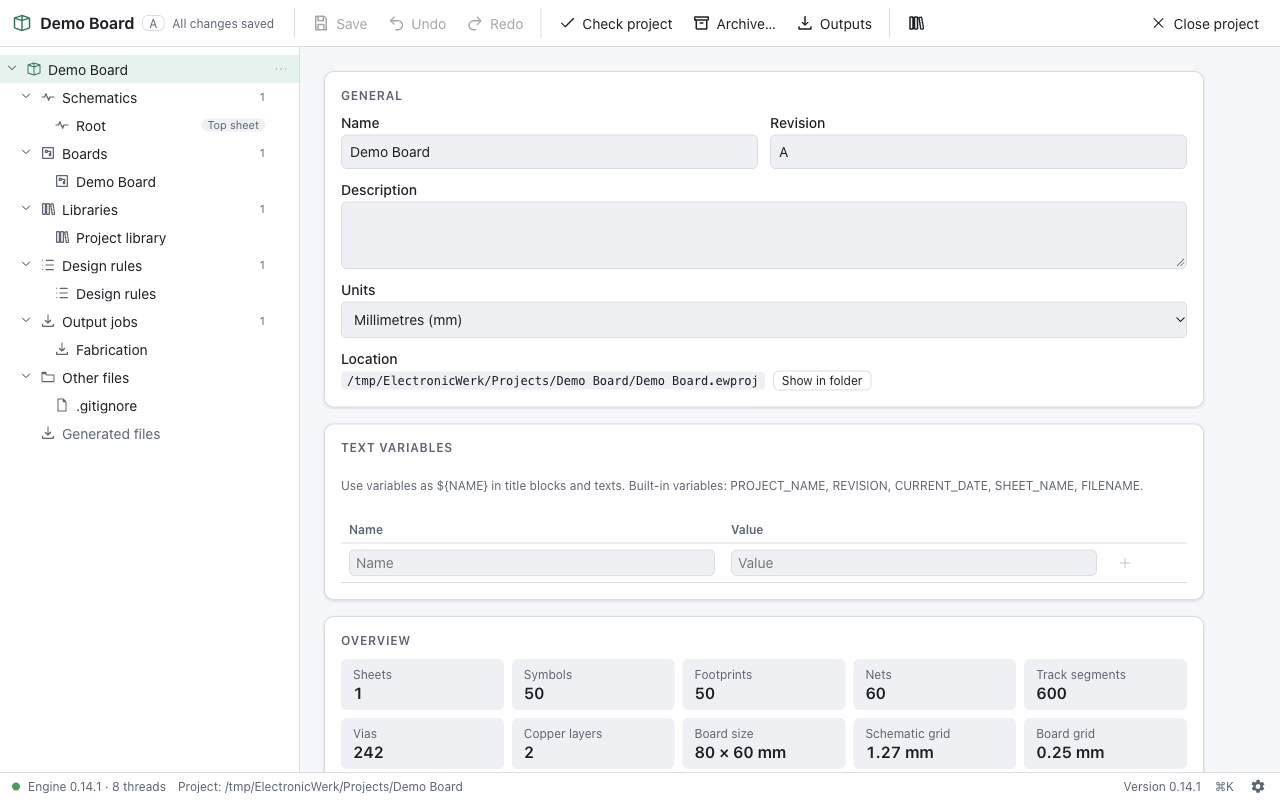 Demo Board A All changes saved Save Undo Redo Check project Archive... Outputs Close project
Demo Board ...
Schematics 1
Root Top sheet
Boards 1
Demo Board
Libraries 1
Project library
Design rules 1
Design rules
Output jobs 1
Fabrication
Other files
.gitignore
Generated files
GENERAL
Name Revision
Demo Board A
Description
Units
Millimetres (mm)
Location
/tmp/ElectronicWerk/Projects/Demo Board/Demo Board.ewproj Show in folder
TEXT VARIABLES
Use variables as ${NAME} in title blocks and texts. Built-in variables: PROJECT_NAME, REVISION, CURRENT_DATE, SHEET_NAME, FILENAME.
Name Value
Name Value +
OVERVIEW
Sheets Symbols Footprints Nets Track segments
1 50 50 60 600
Vias Copper layers Board size Schematic grid Board grid
242 2 80 × 60 mm 1.27 mm 0.25 mm
Engine 0.14.1 · 8 threads Project: /tmp/ElectronicWerk/Projects/Demo Board Version 0.14.1 ⌘K